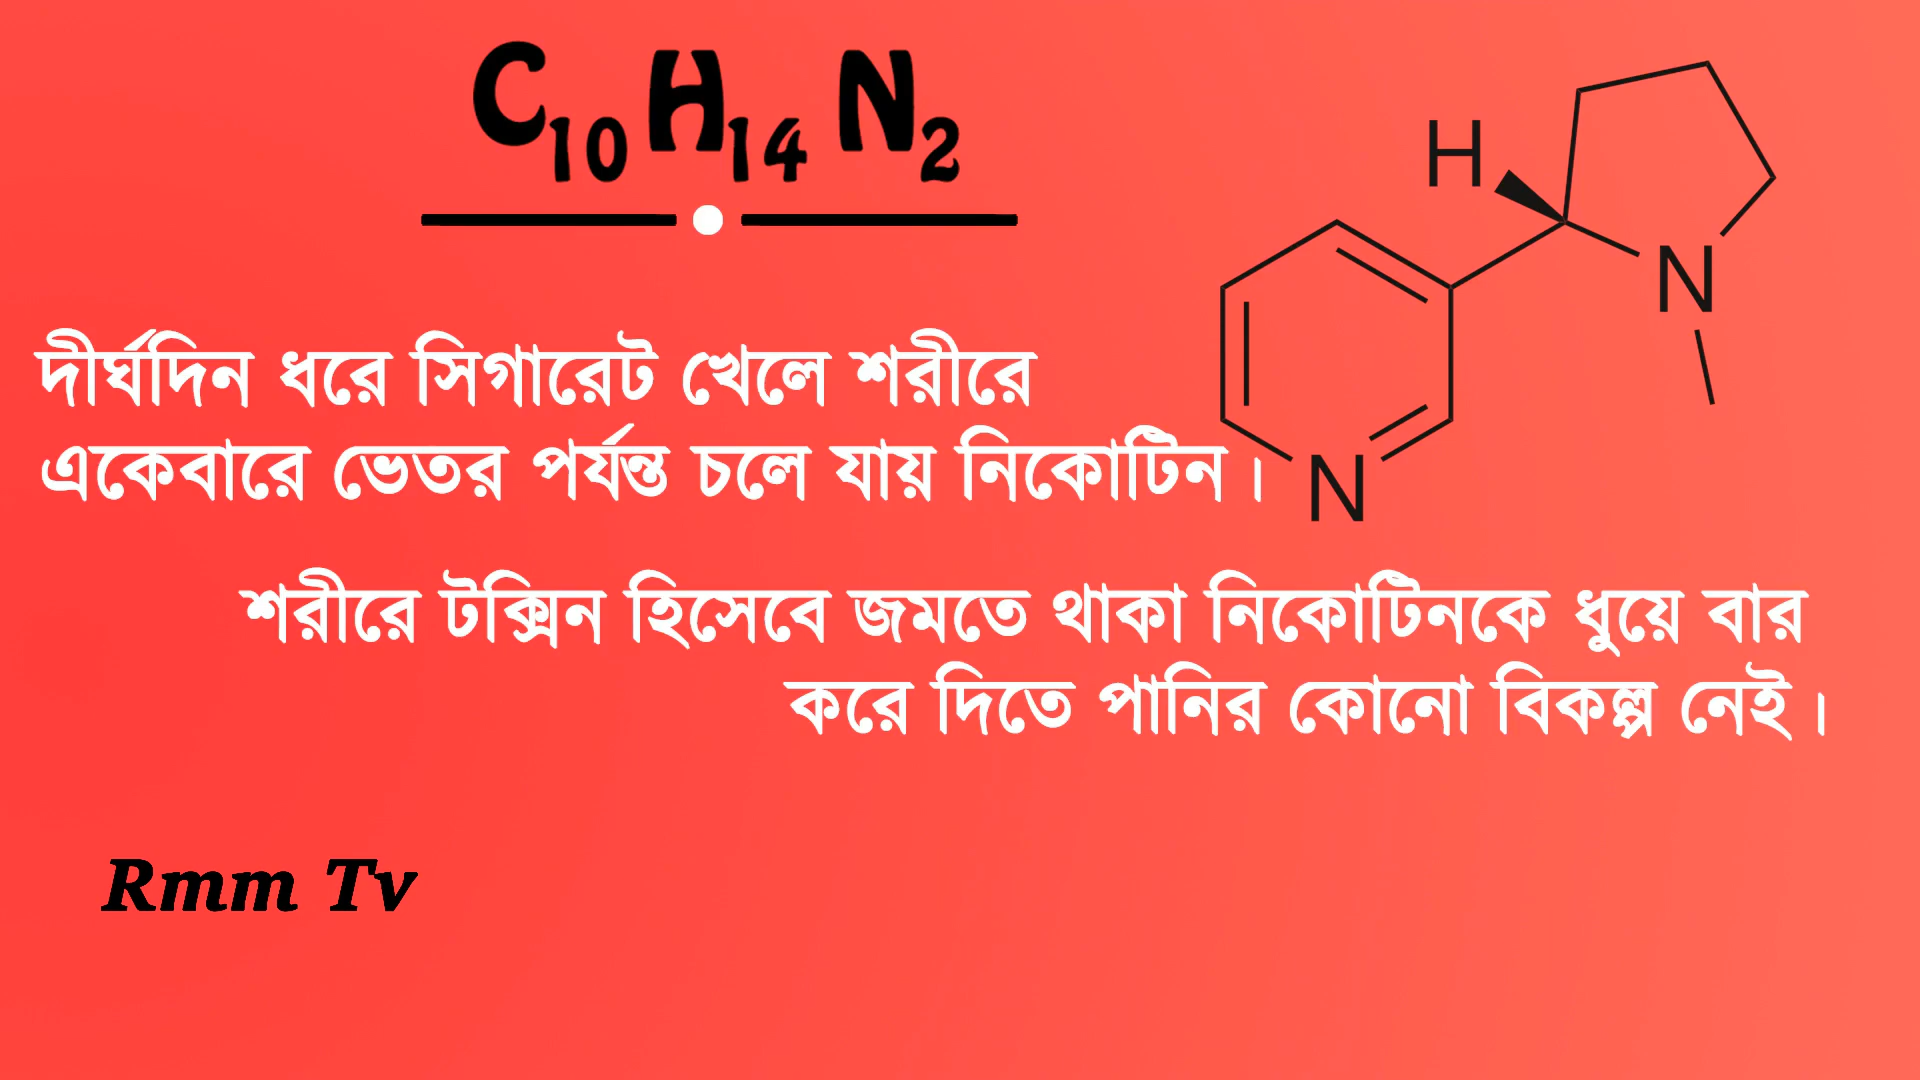 C10H14N2
H
N
N
দীর্ঘদিন ধরে সিগারেট খেলে শরীরে
একেবারে ভেতর পর্যন্ত চলে যায় নিকোটিন।
শরীরে টক্সিন হিসেবে জমতে থাকা নিকোটিনকে ধুয়ে বার
করে দিতে পানির কোনো বিকল্প নেই।
Rmm Tv